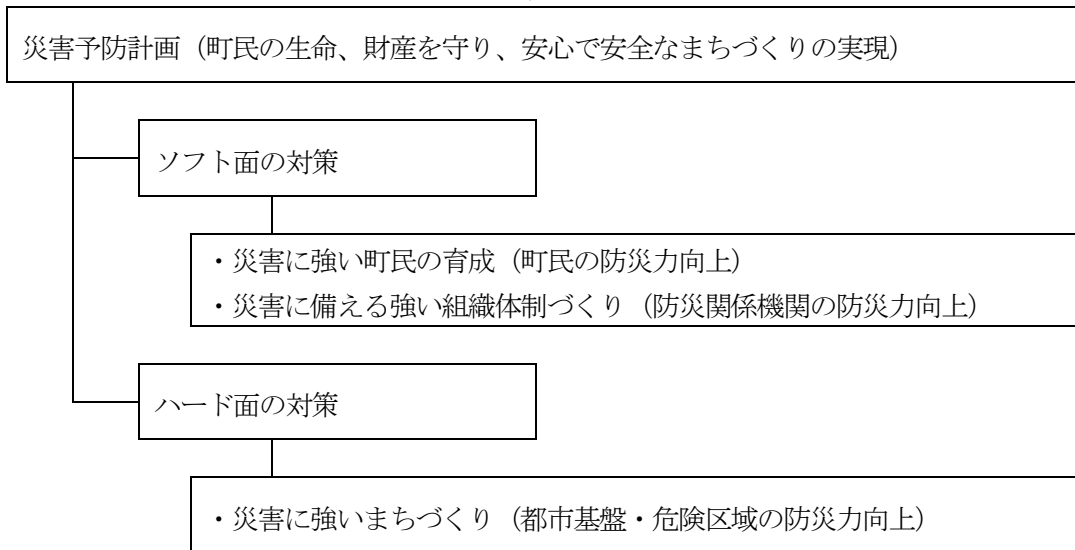 災害予防計画(町民の生命、財産を守り、安心で安全なまちづくりの実現)
ソフト面の対策
・災害に強い町民の育成(町民の防災力向上)
・災害に備える強い組織体制づくり(防災関係機関の防災力向上)
ハード面の対策
・災害に強いまちづくり(都市基盤・危険区域の防災力向上)